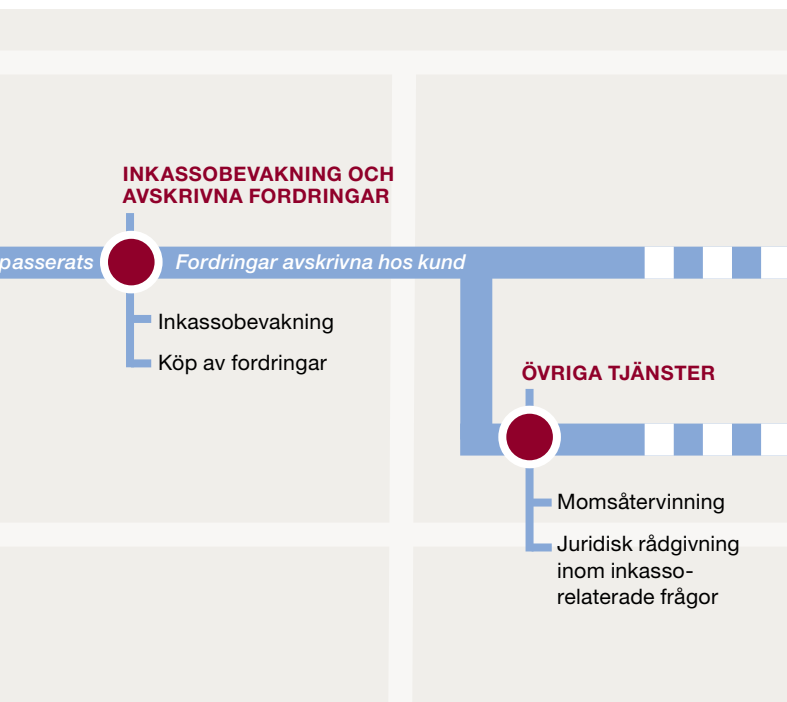 INKASSOBEVAKNING OCH
AVSKRIVNA FORDRINGAR
passerats
Fordringar avskrivna hos kund
Inkassobevakning
Köp av fordringar
ÖVRIGA TJÄNSTER
Momsåtervinning
Juridisk rådgivning
inom inkasso-
relaterade frågor